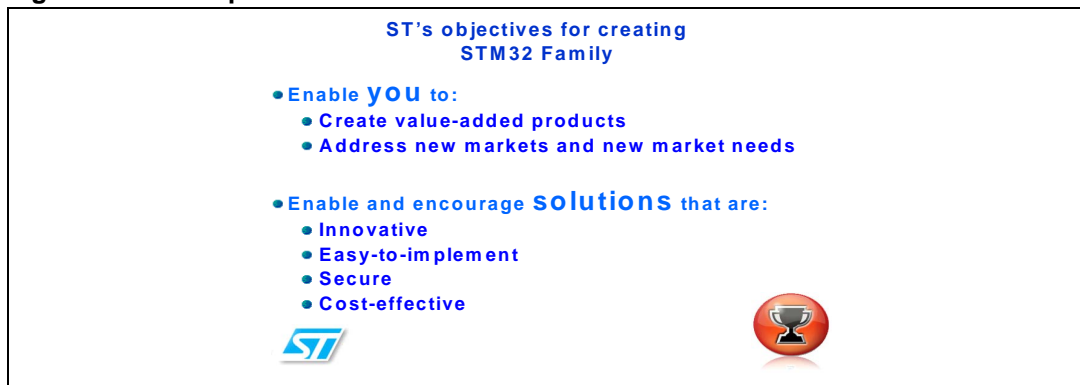 ST's objectives for creating
STM32 Family
Enable you to:
Create value-added products
Address new markets and new market needs
Enable and encourage solutions that are:
Innovative
Easy-to-implement
Secure
Cost-effective
ST